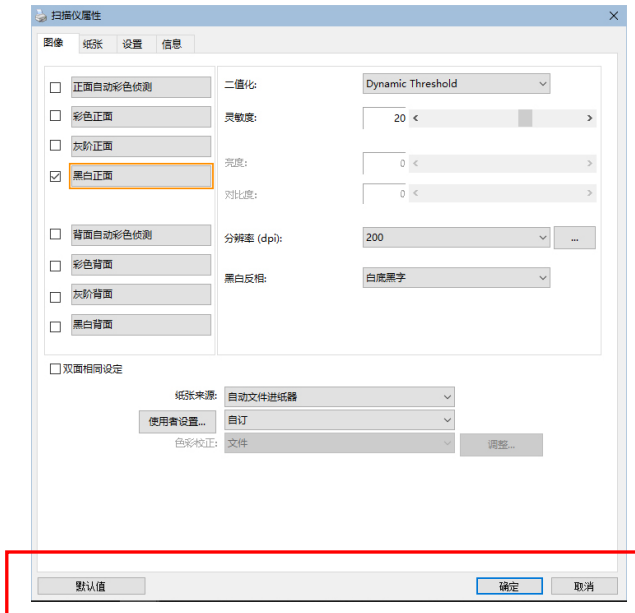 扫描仪属性
图像 纸张 设置 信息
正面自动彩色侦测
彩色正面
灰阶正面
黑白正面
背面自动彩色侦测
彩色背面
灰阶背面
黑白背面
二值化: Dynamic Threshold
灵敏度: 20
亮度: 0
对比度: 0
分辨率 (dpi): 200 ...
黑白反相: 白底黑字
双面相同设定
纸张来源: 自动文件进纸器
使用者设置... 自订
色彩校正: 文件 调整...
默认值 确定 取消